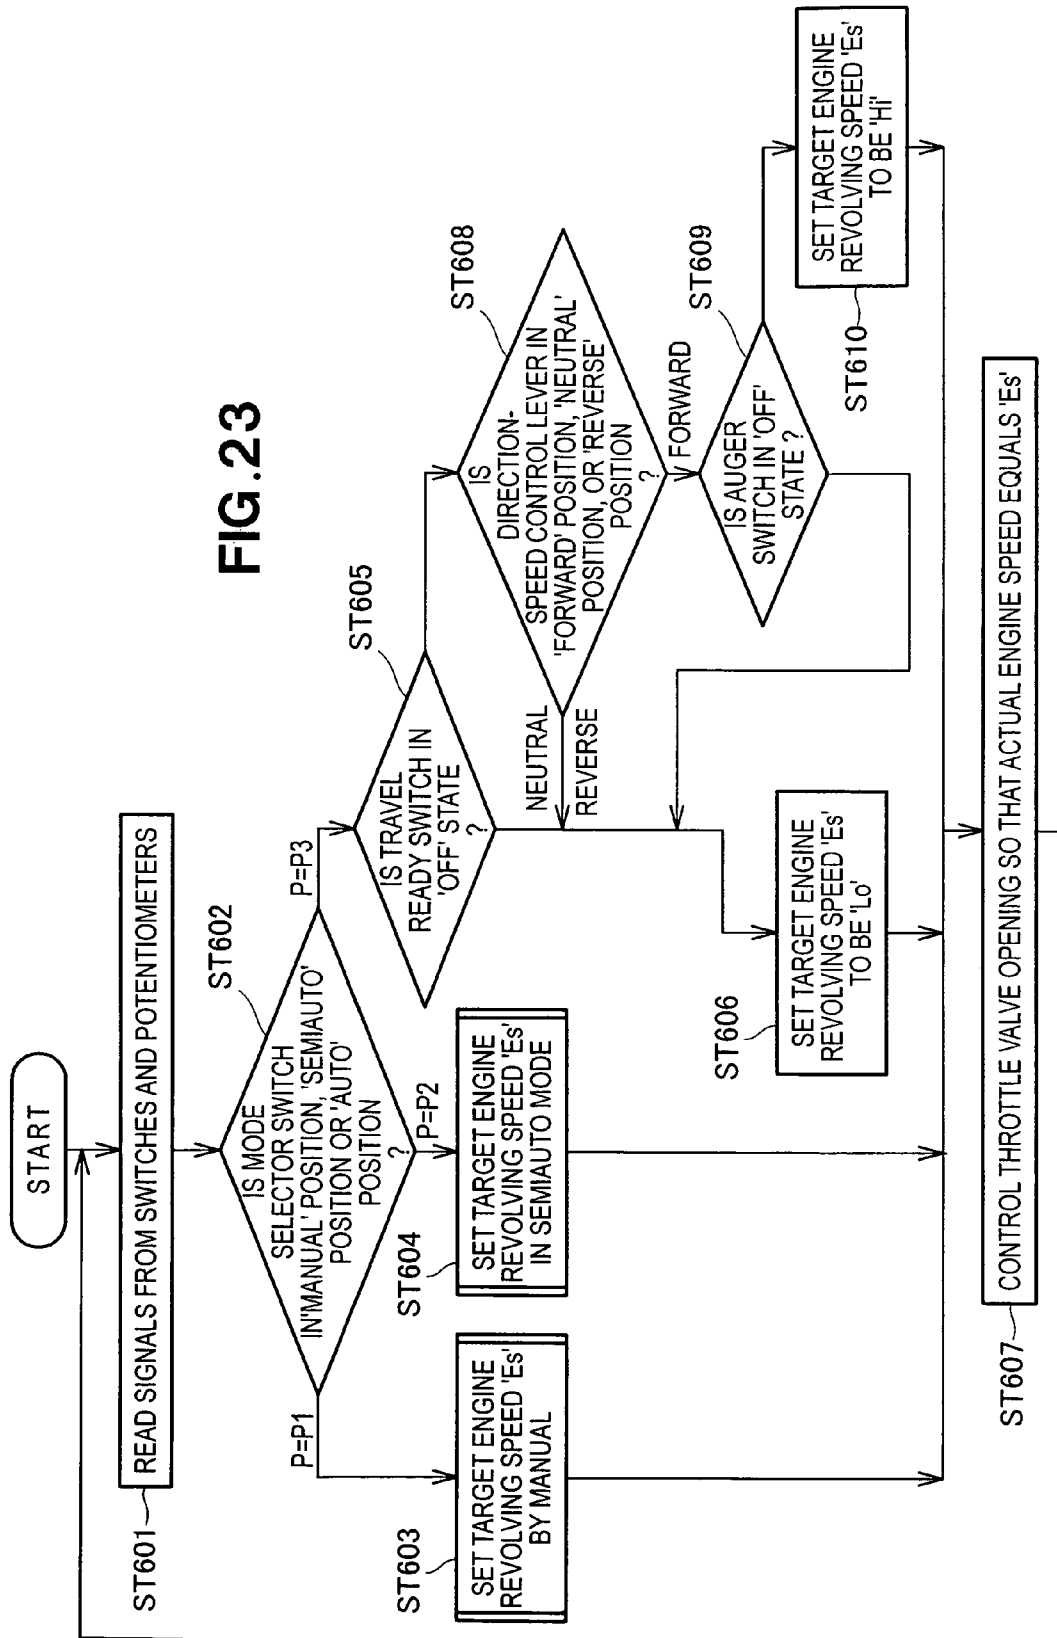 FIG.23
START
ST601
READ SIGNALS FROM SWITCHES AND POTENTIOMETERS
ST602
IS MODE
SELECTOR SWITCH
IN'MANUAL' POSITION, 'SEMIAUTO'
POSITION OR 'AUTO'
POSITION
?
P=P1
P=P2
P=P3
ST603
SET TARGET ENGINE
REVOLVING SPEED 'Es'
BY MANUAL
ST604
SET TARGET ENGINE
REVOLVING SPEED 'Es'
IN SEMIAUTO MODE
ST605
IS TRAVEL
READY SWITCH IN
'OFF' STATE
?
ST608
IS
DIRECTION-
SPEED CONTROL LEVER IN
'FORWARD' POSITION, 'NEUTRAL'
POSITION, OR 'REVERSE'
POSITION
?
NEUTRAL
REVERSE
FORWARD
ST609
IS AUGER
SWITCH IN 'OFF'
STATE ?
ST606
SET TARGET ENGINE
REVOLVING SPEED 'Es'
TO BE 'Lo'
ST610
SET TARGET ENGINE
REVOLVING SPEED 'Es'
TO BE 'Hi'
ST607
CONTROL THROTTLE VALVE OPENING SO THAT ACTUAL ENGINE SPEED EQUALS 'Es'